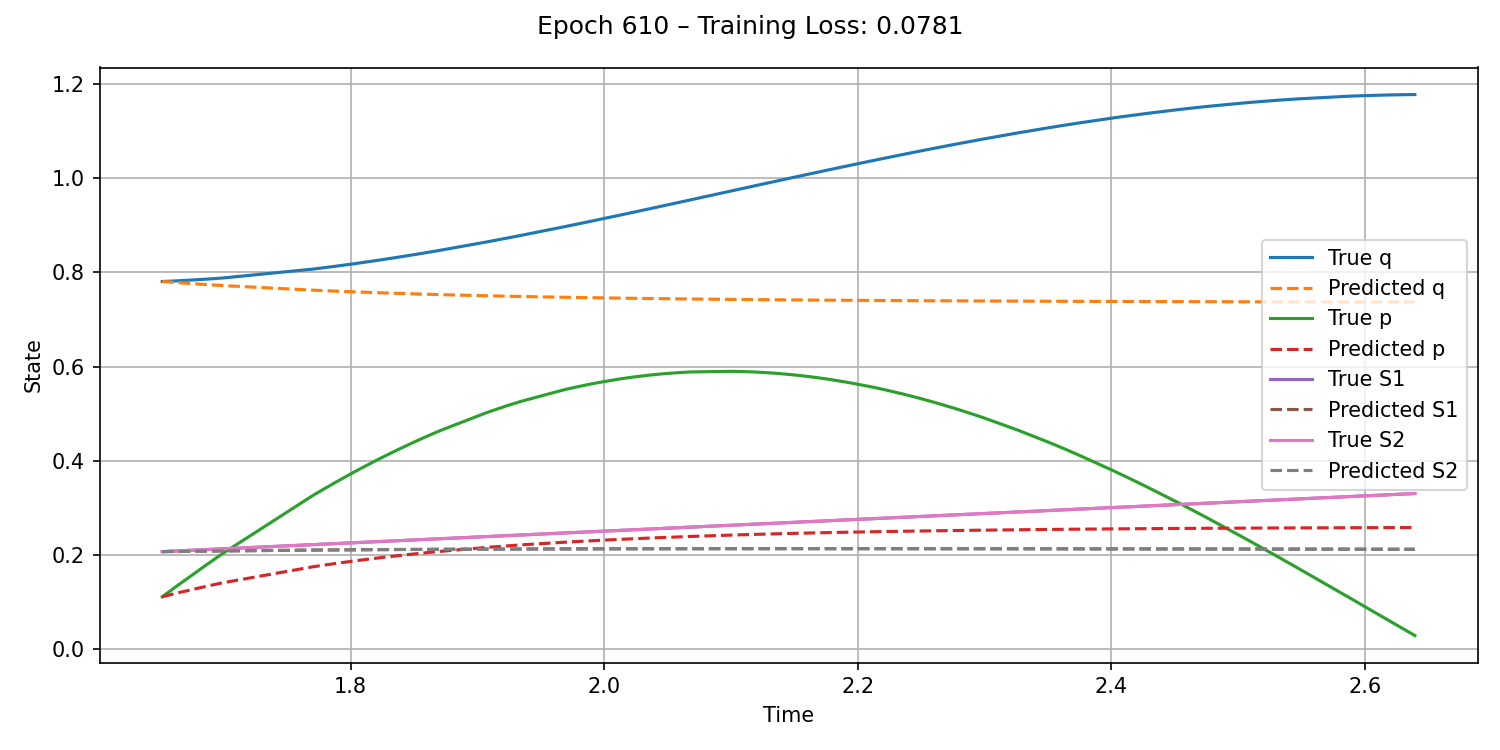 Epoch 610 – Training Loss: 0.0781
1.2
1.0
0.8
0.6
0.4
0.2
0.0
State
True q
Predicted q
True p
Predicted p
True S1
Predicted S1
True S2
Predicted S2
1.8 2.0 2.2 2.4 2.6
Time